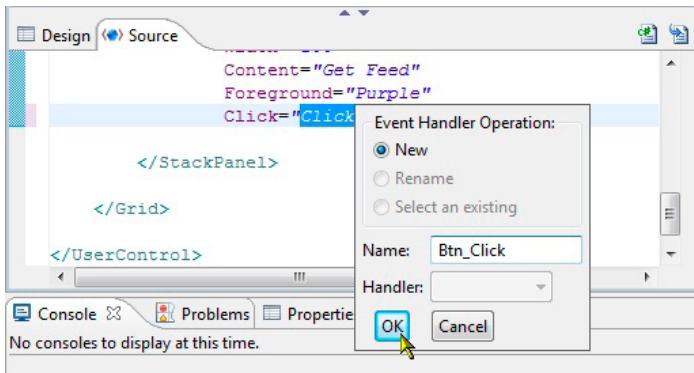 Design Source
Content="Get Feed"
Foreground="Purple"
Click="Click
</StackPanel>
</Grid>
</UserControl>
Event Handler Operation:
New
Rename
Select an existing
Name: Btn_Click
Handler:
OK Cancel
Console Problems Propertie
No consoles to display at this time.